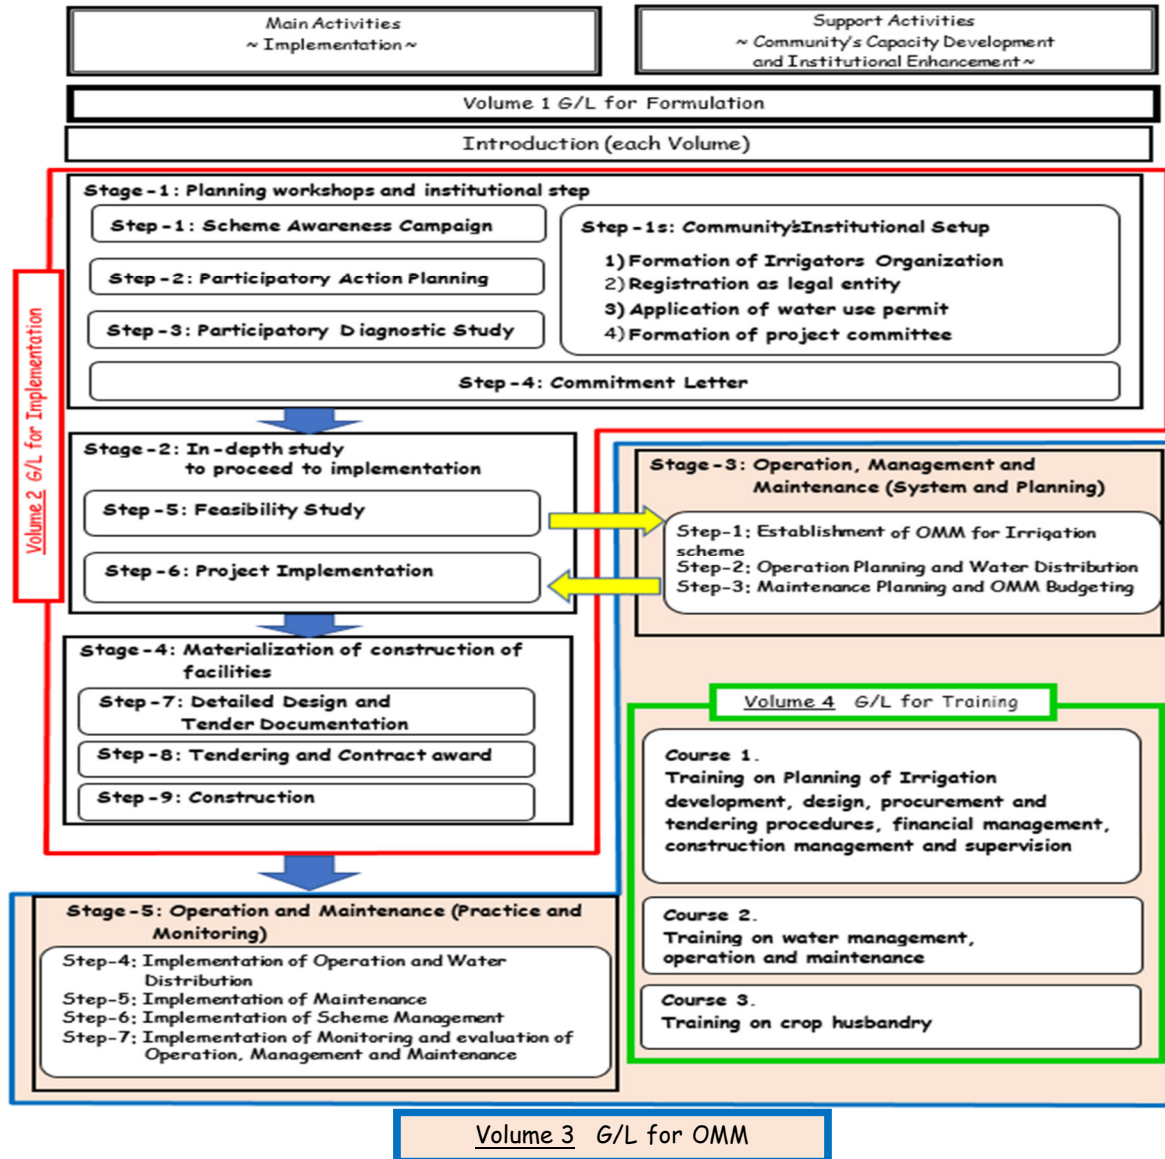 Main Activities
~ Implementation ~
Support Activities
~ Community's Capacity Development
and Institutional Enhancement ~
Volume 1 G/L for Formulation
Introduction (each Volume)
Volume 2 G/L for Implementation
Stage-1: Planning workshops and institutional step
Step-1: Scheme Awareness Campaign
Step-2: Participatory Action Planning
Step-3: Participatory Diagnostic Study
Step-1s: Community'sInstitutional Setup
1) Formation of Irrigators Organization
2) Registration as legal entity
3) Application of water use permit
4) Formation of project committee
Step-4: Commitment Letter
Stage-2: In-depth study
to proceed to implementation
Step-5: Feasibility Study
Step-6: Project Implementation
Stage-3: Operation, Management and
Maintenance (System and Planning)
Step-1: Establishment of OMM for Irrigation
scheme
Step-2: Operation Planning and Water Distribution
Step-3: Maintenance Planning and OMM Budgeting
Stage-4: Materialization of construction of
facilities
Step-7: Detailed Design and
Tender Documentation
Step-8: Tendering and Contract award
Step-9: Construction
Volume 4 G/L for Training
Course 1.
Training on Planning of Irrigation
development, design, procurement and
tendering procedures, financial management,
construction management and supervision
Course 2.
Training on water management,
operation and maintenance
Course 3.
Training on crop husbandry
Stage-5: Operation and Maintenance (Practice and
Monitoring)
Step-4: Implementation of Operation and Water
Distribution
Step-5: Implementation of Maintenance
Step-6: Implementation of Scheme Management
Step-7: Implementation of Monitoring and evaluation of
Operation, Management and Maintenance
Volume 3 G/L for OMM